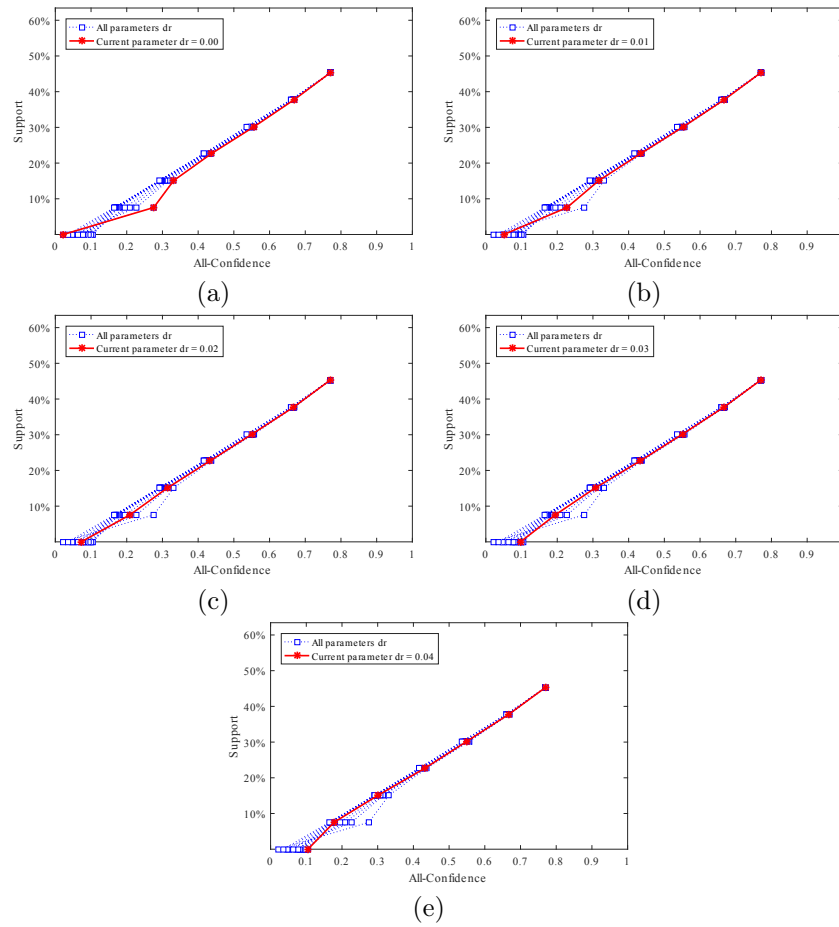 60%
50%
40%
30%
20%
10%
Support
All parameters dr
Current parameter dr = 0.00
0 0.1 0.2 0.3 0.4 0.5 0.6 0.7 0.8 0.9 1
All-Confidence
(a)
60%
50%
40%
30%
20%
10%
Support
All parameters dr
Current parameter dr = 0.01
0 0.1 0.2 0.3 0.4 0.5 0.6 0.7 0.8 0.9
All-Confidence
(b)
60%
50%
40%
30%
20%
10%
Support
All parameters dr
Current parameter dr = 0.02
0 0.1 0.2 0.3 0.4 0.5 0.6 0.7 0.8 0.9 1
All-Confidence
(c)
60%
50%
40%
30%
20%
10%
Support
All parameters dr
Current parameter dr = 0.03
0 0.1 0.2 0.3 0.4 0.5 0.6 0.7 0.8 0.9
All-Confidence
(d)
60%
50%
40%
30%
20%
10%
Support
All parameters dr
Current parameter dr = 0.04
0 0.1 0.2 0.3 0.4 0.5 0.6 0.7 0.8 0.9 1
All-Confidence
(e)